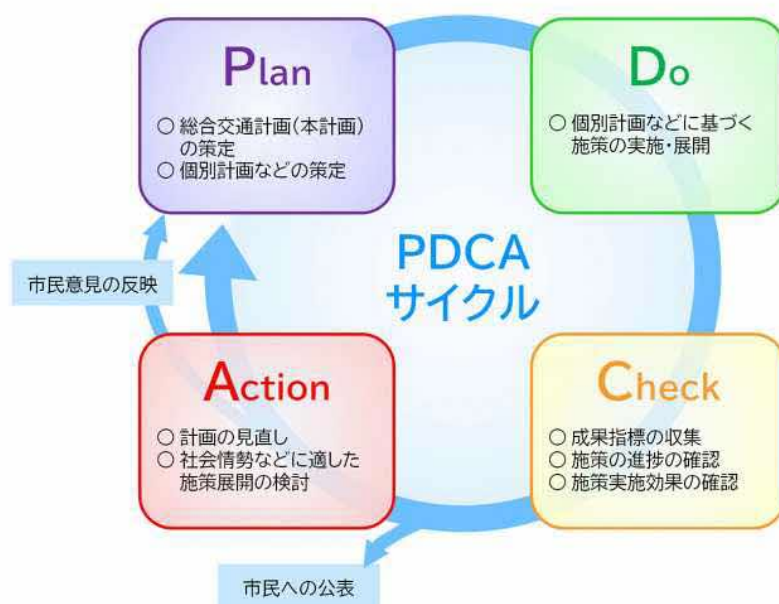 Plan
○ 総合交通計画(本計画)
の策定
○ 個別計画などの策定
Do
○ 個別計画などに基づく
施策の実施・展開
PDCA
サイクル
市民意見の反映
Action
○ 計画の見直し
○ 社会情勢などに適した
施策展開の検討
Check
○ 成果指標の収集
○ 施策の進捗の確認
○ 施策実施効果の確認
市民への公表